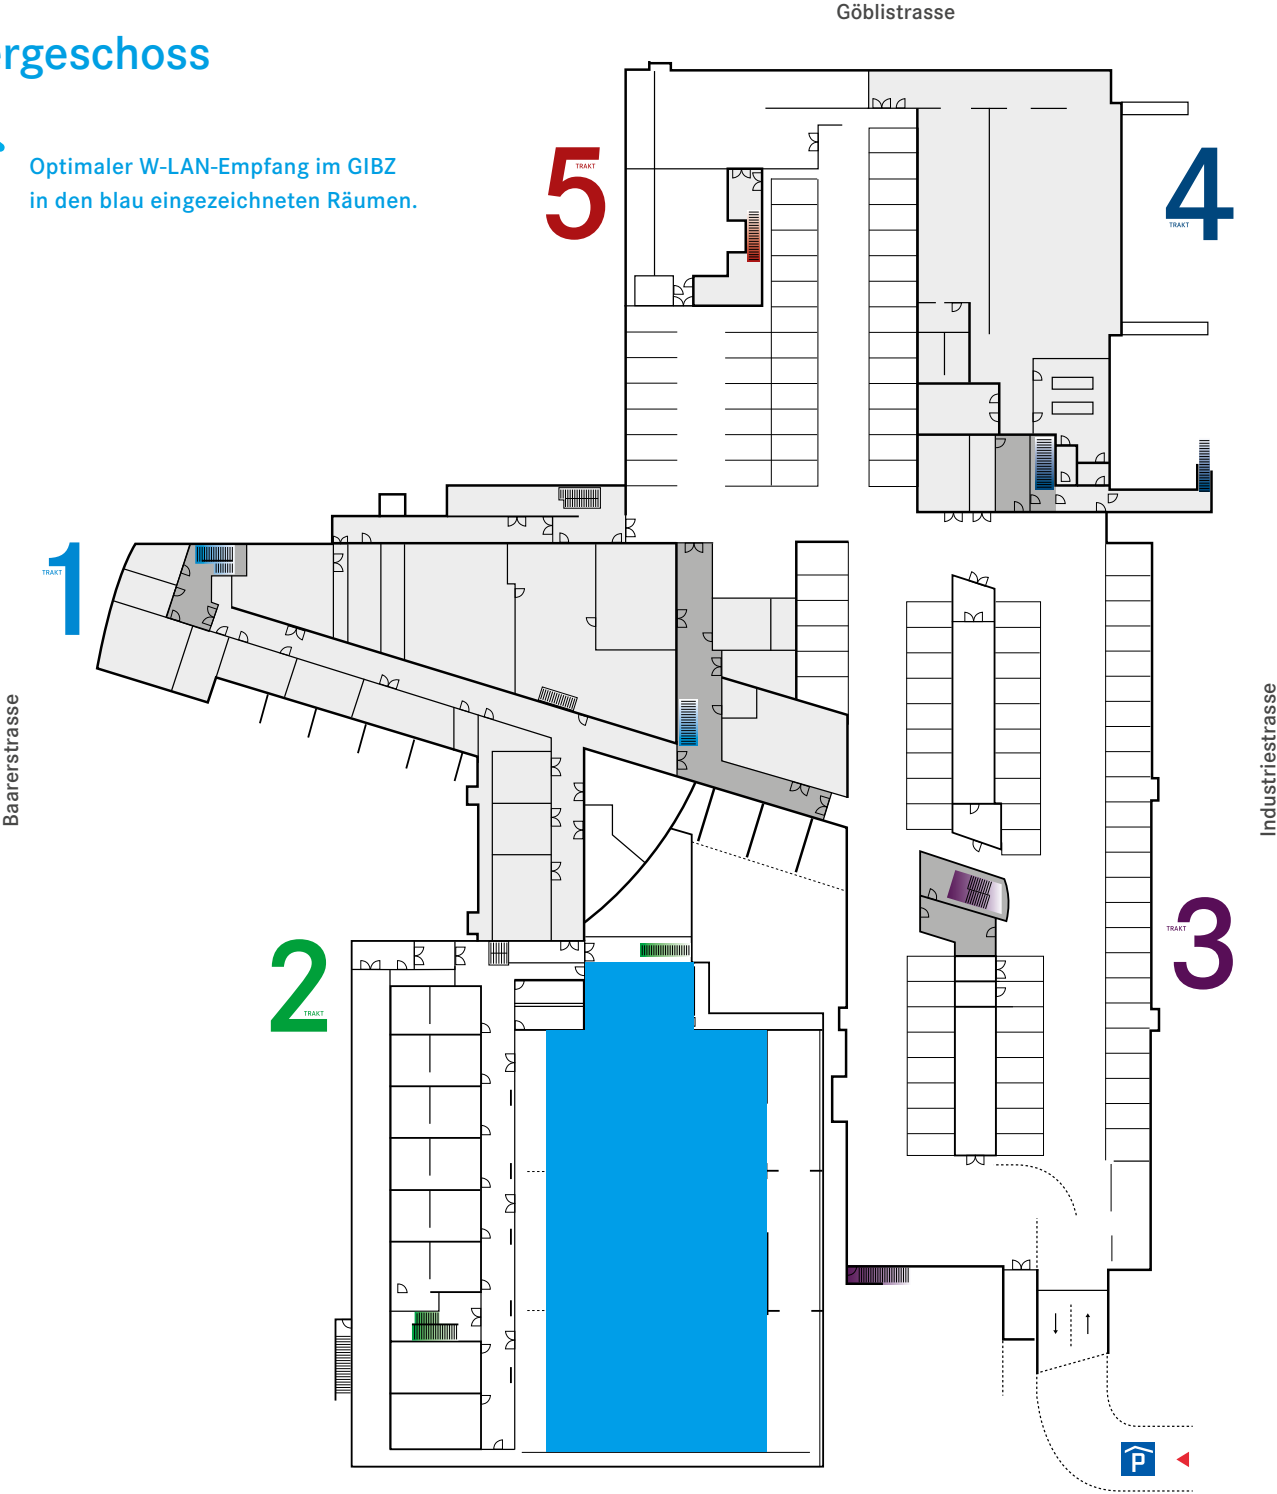 Göblistrasse
ergeschoss
Optimaler W-LAN-Empfang im GIBZ
in den blau eingezeichneten Räumen.
5
TRAKT
4
TRAKT
1
TRAKT
Baarerstrasse
Industriestrasse
3
TRAKT
2
TRAKT
P